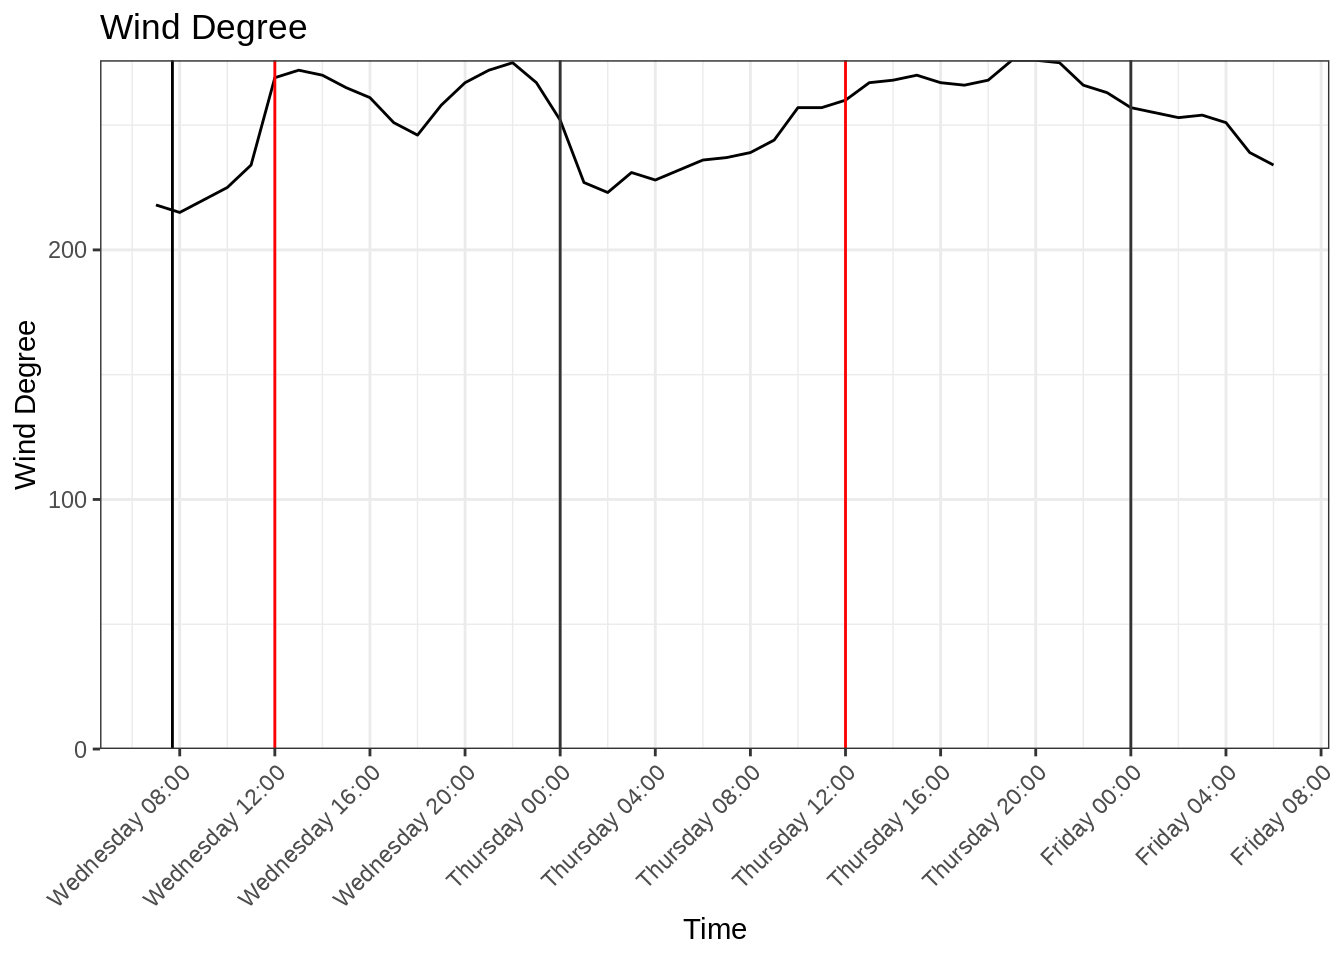 Wind Degree
Wind Degree
200
100
0
Wednesday 08:00
Wednesday 12:00
Wednesday 16:00
Wednesday 20:00
Thursday 00:00
Thursday 04:00
Thursday 08:00
Thursday 12:00
Thursday 16:00
Thursday 20:00
Friday 00:00
Friday 04:00
Friday 08:00
Time